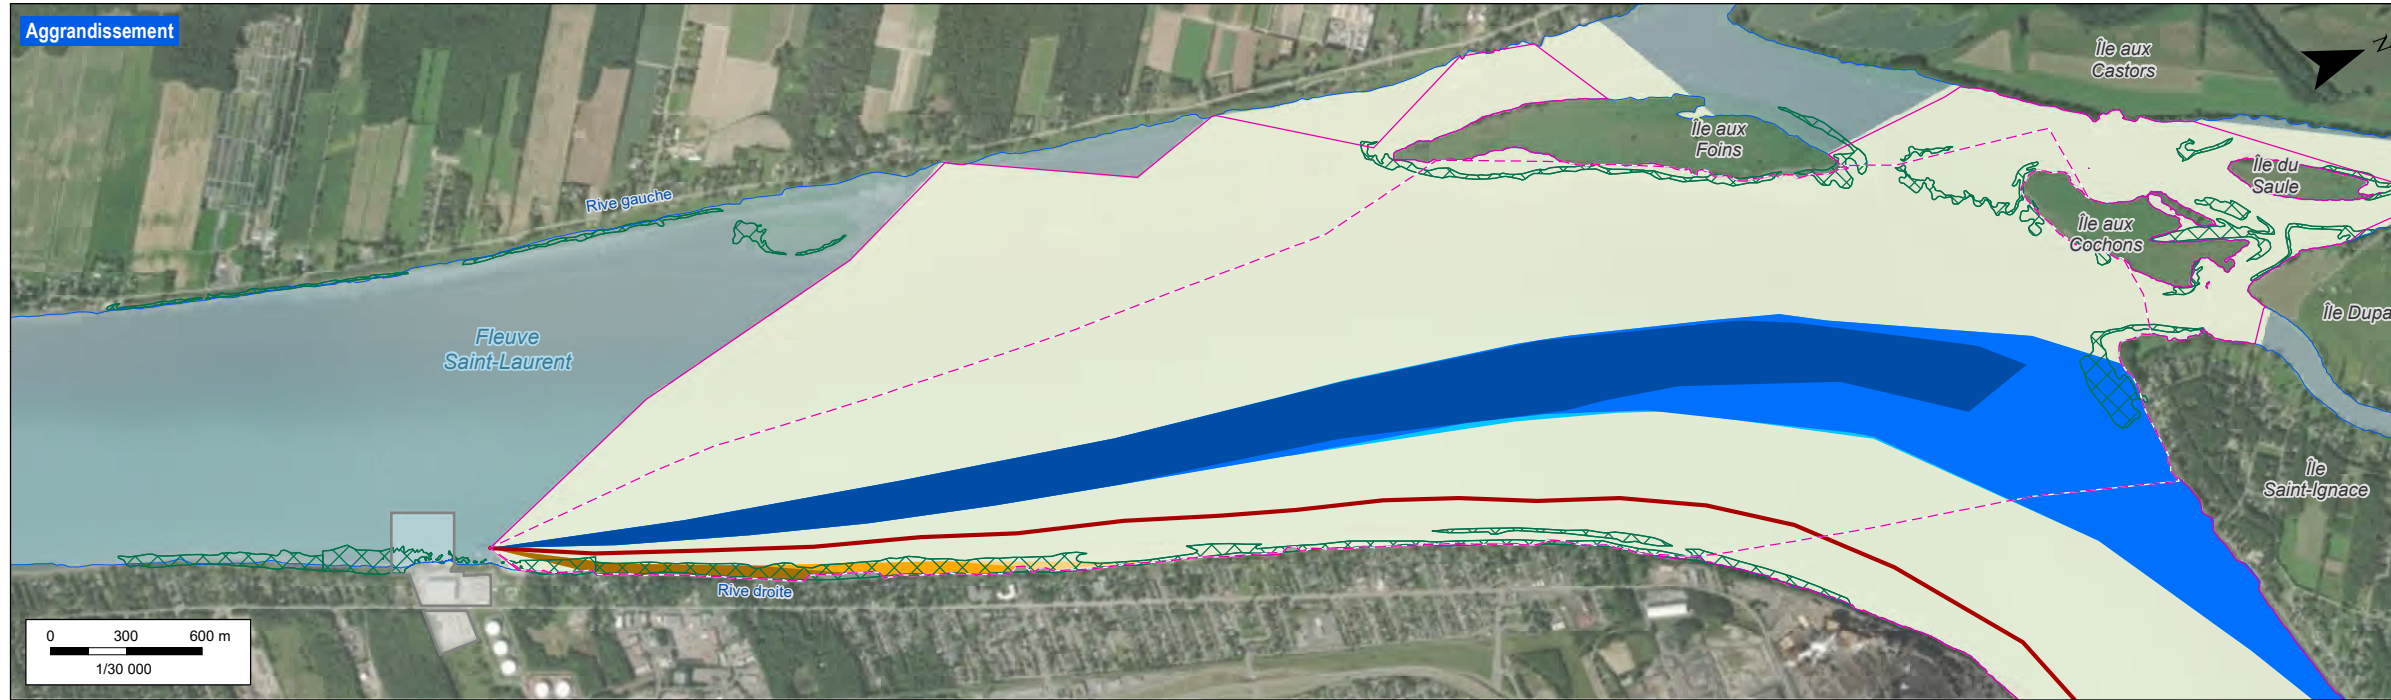 Aggrandissement
Île aux
Castors
N
Île aux
Foins
Île du
Saule
Rive gauche
Île aux
Cochons
Île Dupa
Fleuve
Saint-Laurent
Île
Saint-Ignace
Rive droite
0 300 600 m
1/30 000